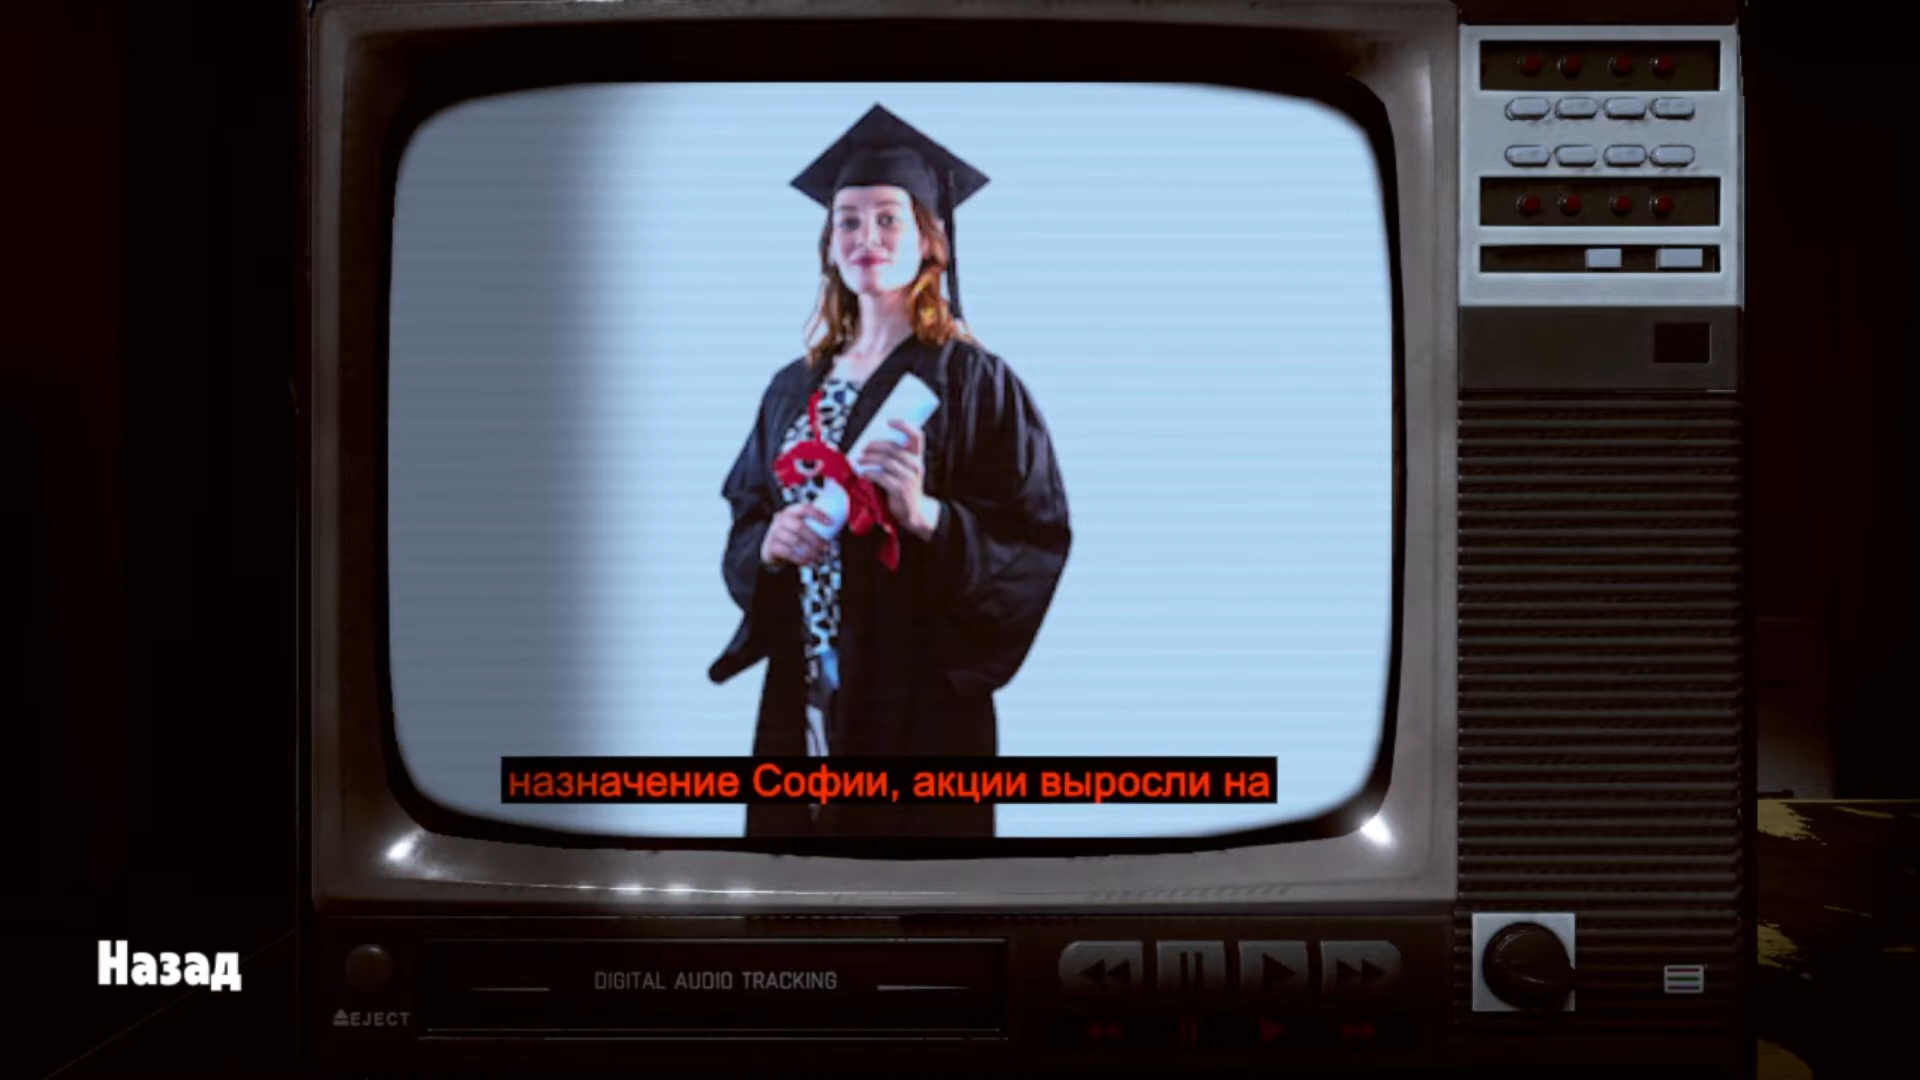 назначение Софии, акции выросли на
Назад
DIGITAL AUDIO TRACKING
EJECT